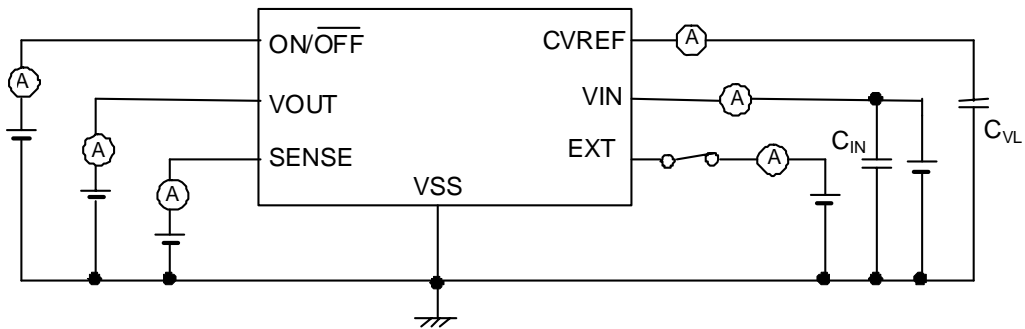 ON/OFF
VOUT
SENSE
VSS
CVREF
VIN
EXT
A
A
A
A
A
A
C_IN
C_VL